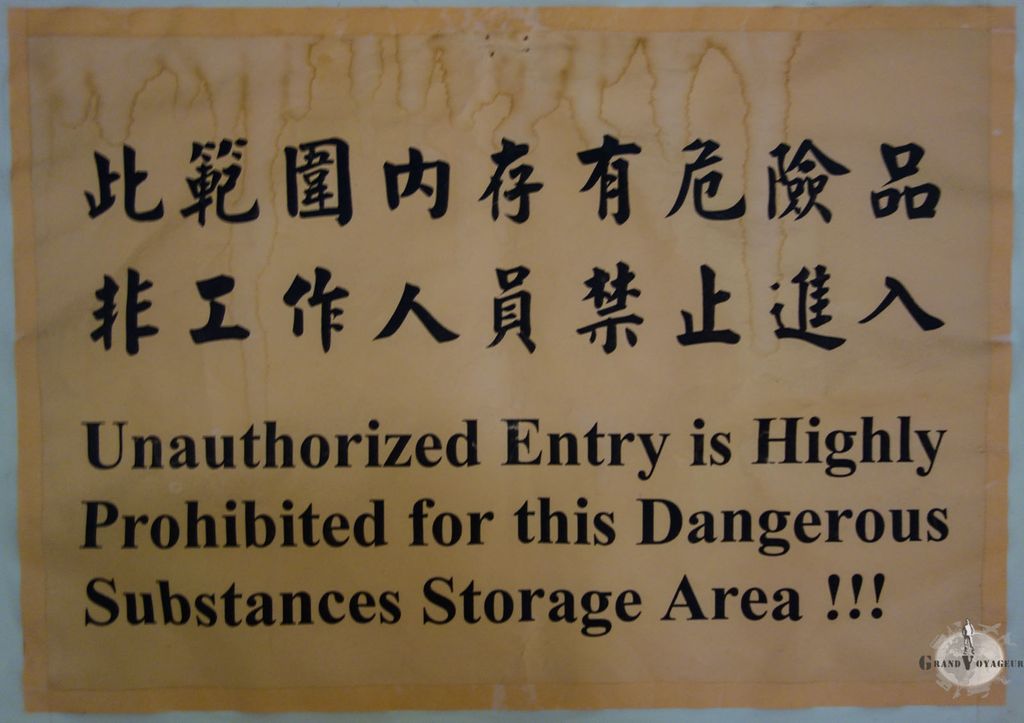 此範圍內存有危險品
非工作人員禁止進入
Unauthorized Entry is Highly
Prohibited for this Dangerous
Substances Storage Area !!!
GRAND VOYAGEUR